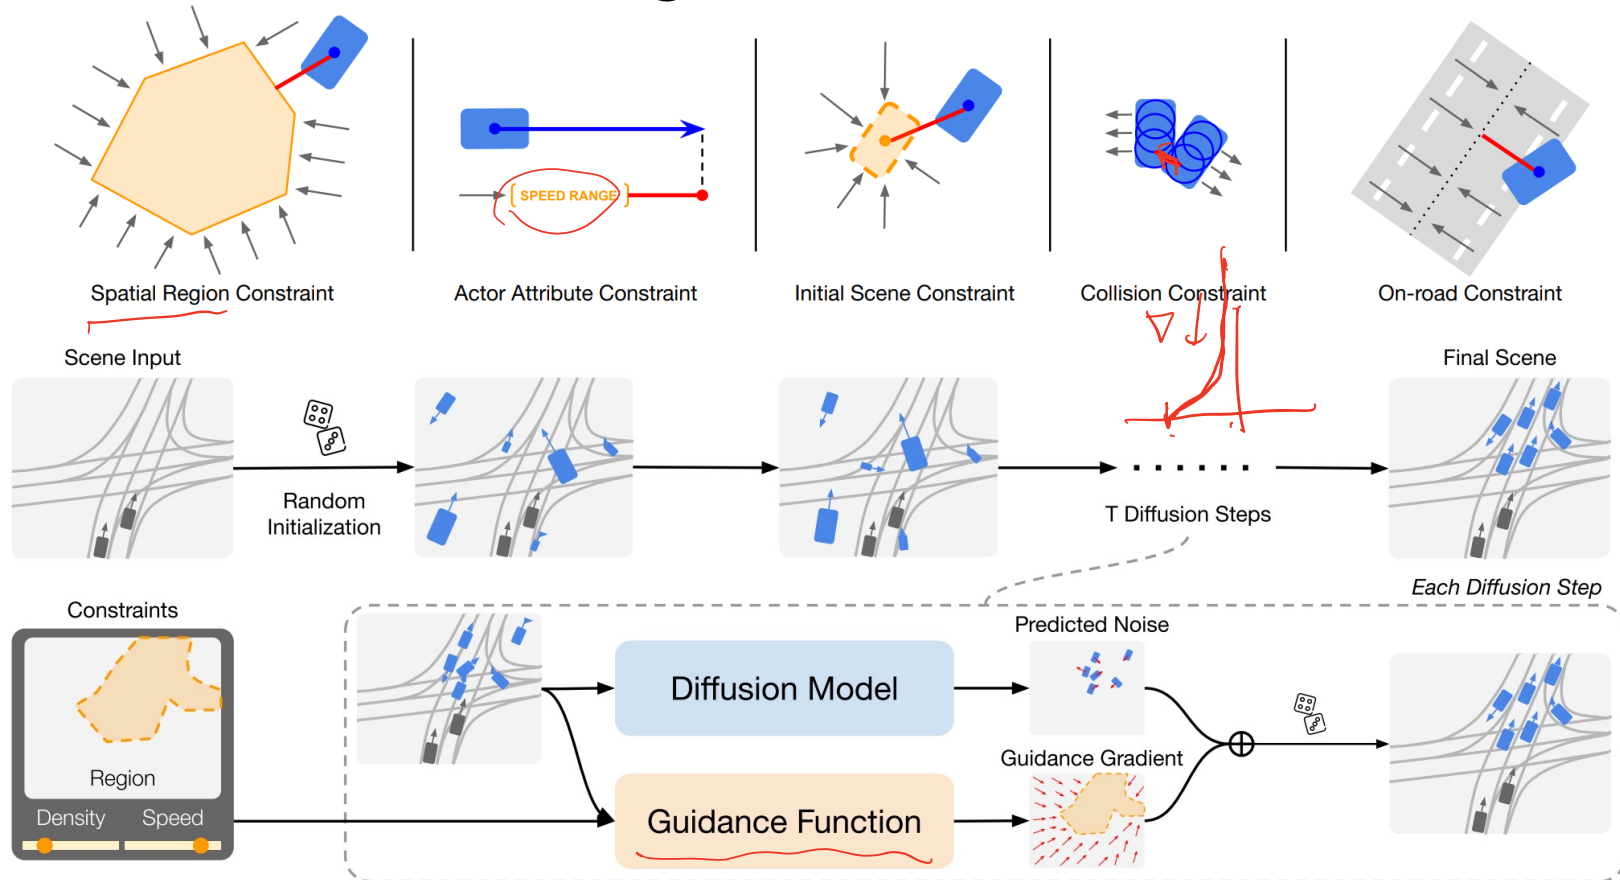 SPEED RANGE
Spatial Region Constraint
Actor Attribute Constraint
Initial Scene Constraint
Collision Constraint
On-road Constraint
Scene Input
Final Scene
Random
Initialization
T Diffusion Steps
Each Diffusion Step
Constraints
Region
Density
Speed
Diffusion Model
Predicted Noise
Guidance Function
Guidance Gradient